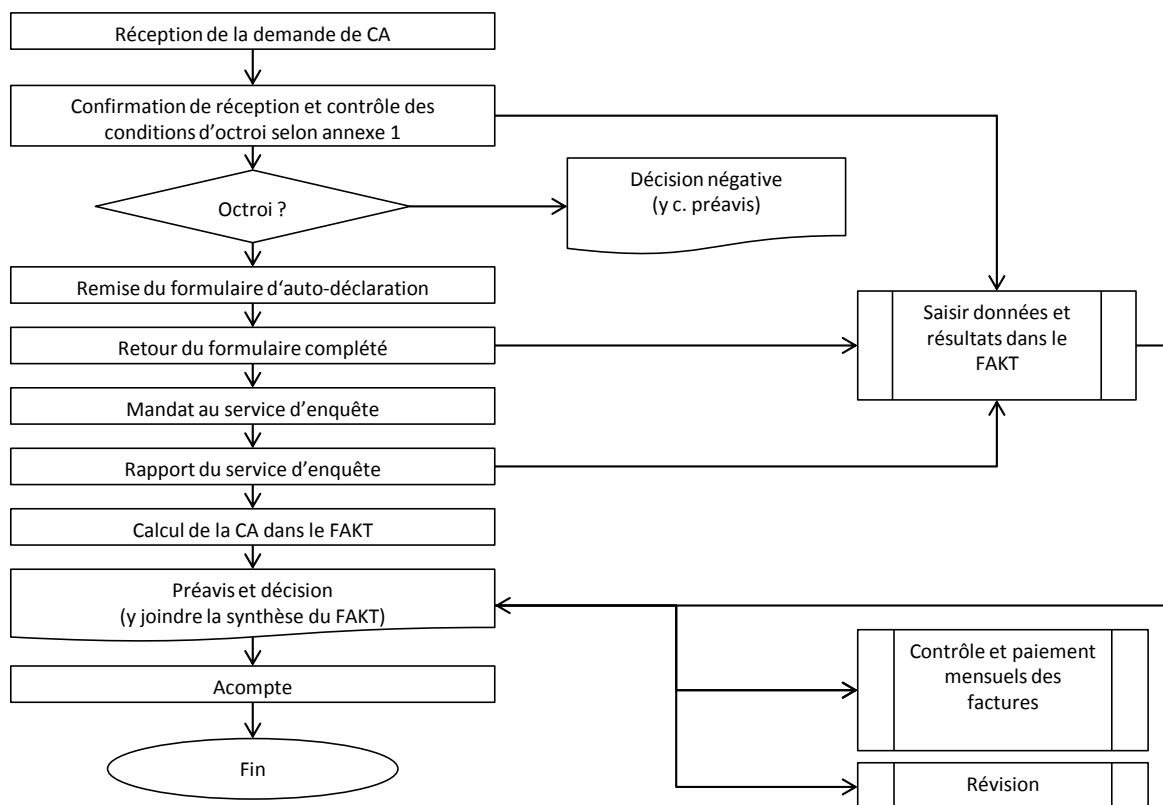 Réception de la demande de CA
Confirmation de réception et contrôle des
conditions d'octroi selon annexe 1
Décision négative
(y c. préavis)
Octroi ?
Remise du formulaire d'auto-déclaration
Saisir données et
résultats dans le
FAKT
Retour du formulaire complété
Mandat au service d'enquête
Rapport du service d'enquête
Calcul de la CA dans le FAKT
Préavis et décision
(y joindre la synthèse du FAKT)
Contrôle et paiement
mensuels des
factures
Acompte
Fin
Révision